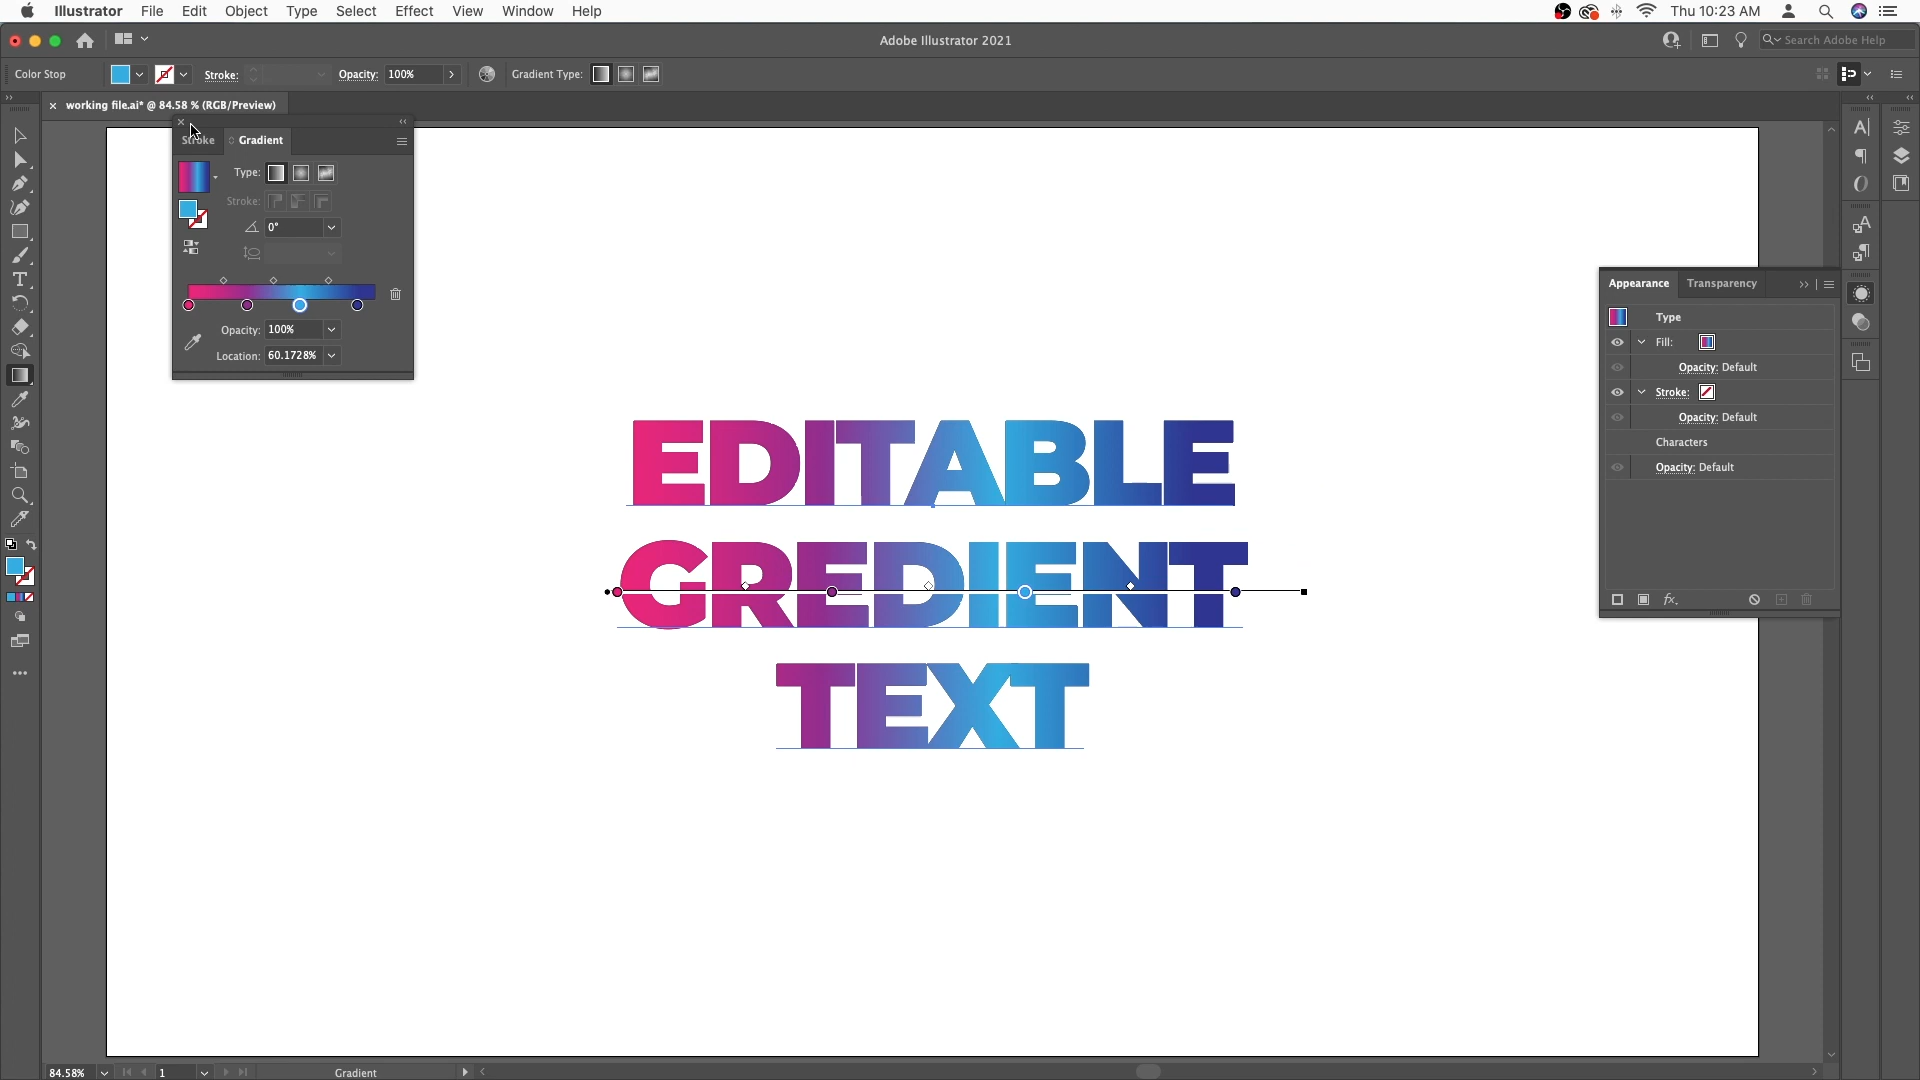 Illustrator File Edit Object Type Select Effect View Window Help Thu 10:23 AM
Adobe Illustrator 2021 Search Adobe Help
Color Stop Stroke: Opacity: 100% Gradient Type:
working file.ai* @ 84.58 % (RGB/Preview)
Stroke Gradient
Type:
Stroke:
0°
Opacity: 100%
Location: 60.1728%
Appearance Transparency
Type
Fill:
Opacity: Default
Stroke:
Opacity: Default
Characters
Opacity: Default
fx.
EDITABLE
GREDIENT
TEXT
84.58% 1 Gradient